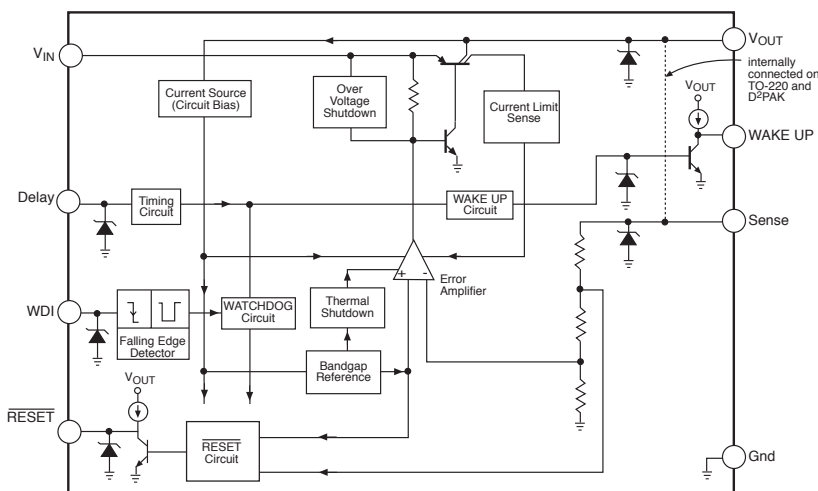 VIN
VOUT
Current Source
(Circuit Bias)
Over
Voltage
Shutdown
Current Limit
Sense
internally
connected on
TO-220 and
D2PAK
VOUT
WAKE UP
Delay
Timing
Circuit
WAKE UP
Circuit
Sense
+
-
Error
Amplifier
WDI
Falling Edge
Detector
WATCHDOG
Circuit
Thermal
Shutdown
Bandgap
Reference
VOUT
RESET
RESET
Circuit
Gnd